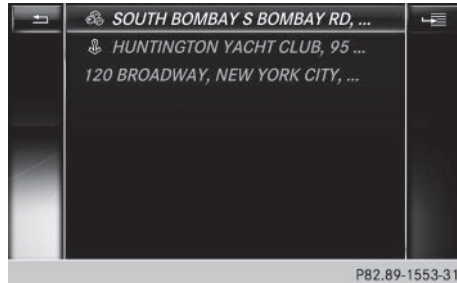 SOUTH BOMBAY S BOMBAY RD, ...
HUNTINGTON YACHT CLUB, 95 ...
120 BROADWAY, NEW YORK CITY, ...
P82.89-1553-31